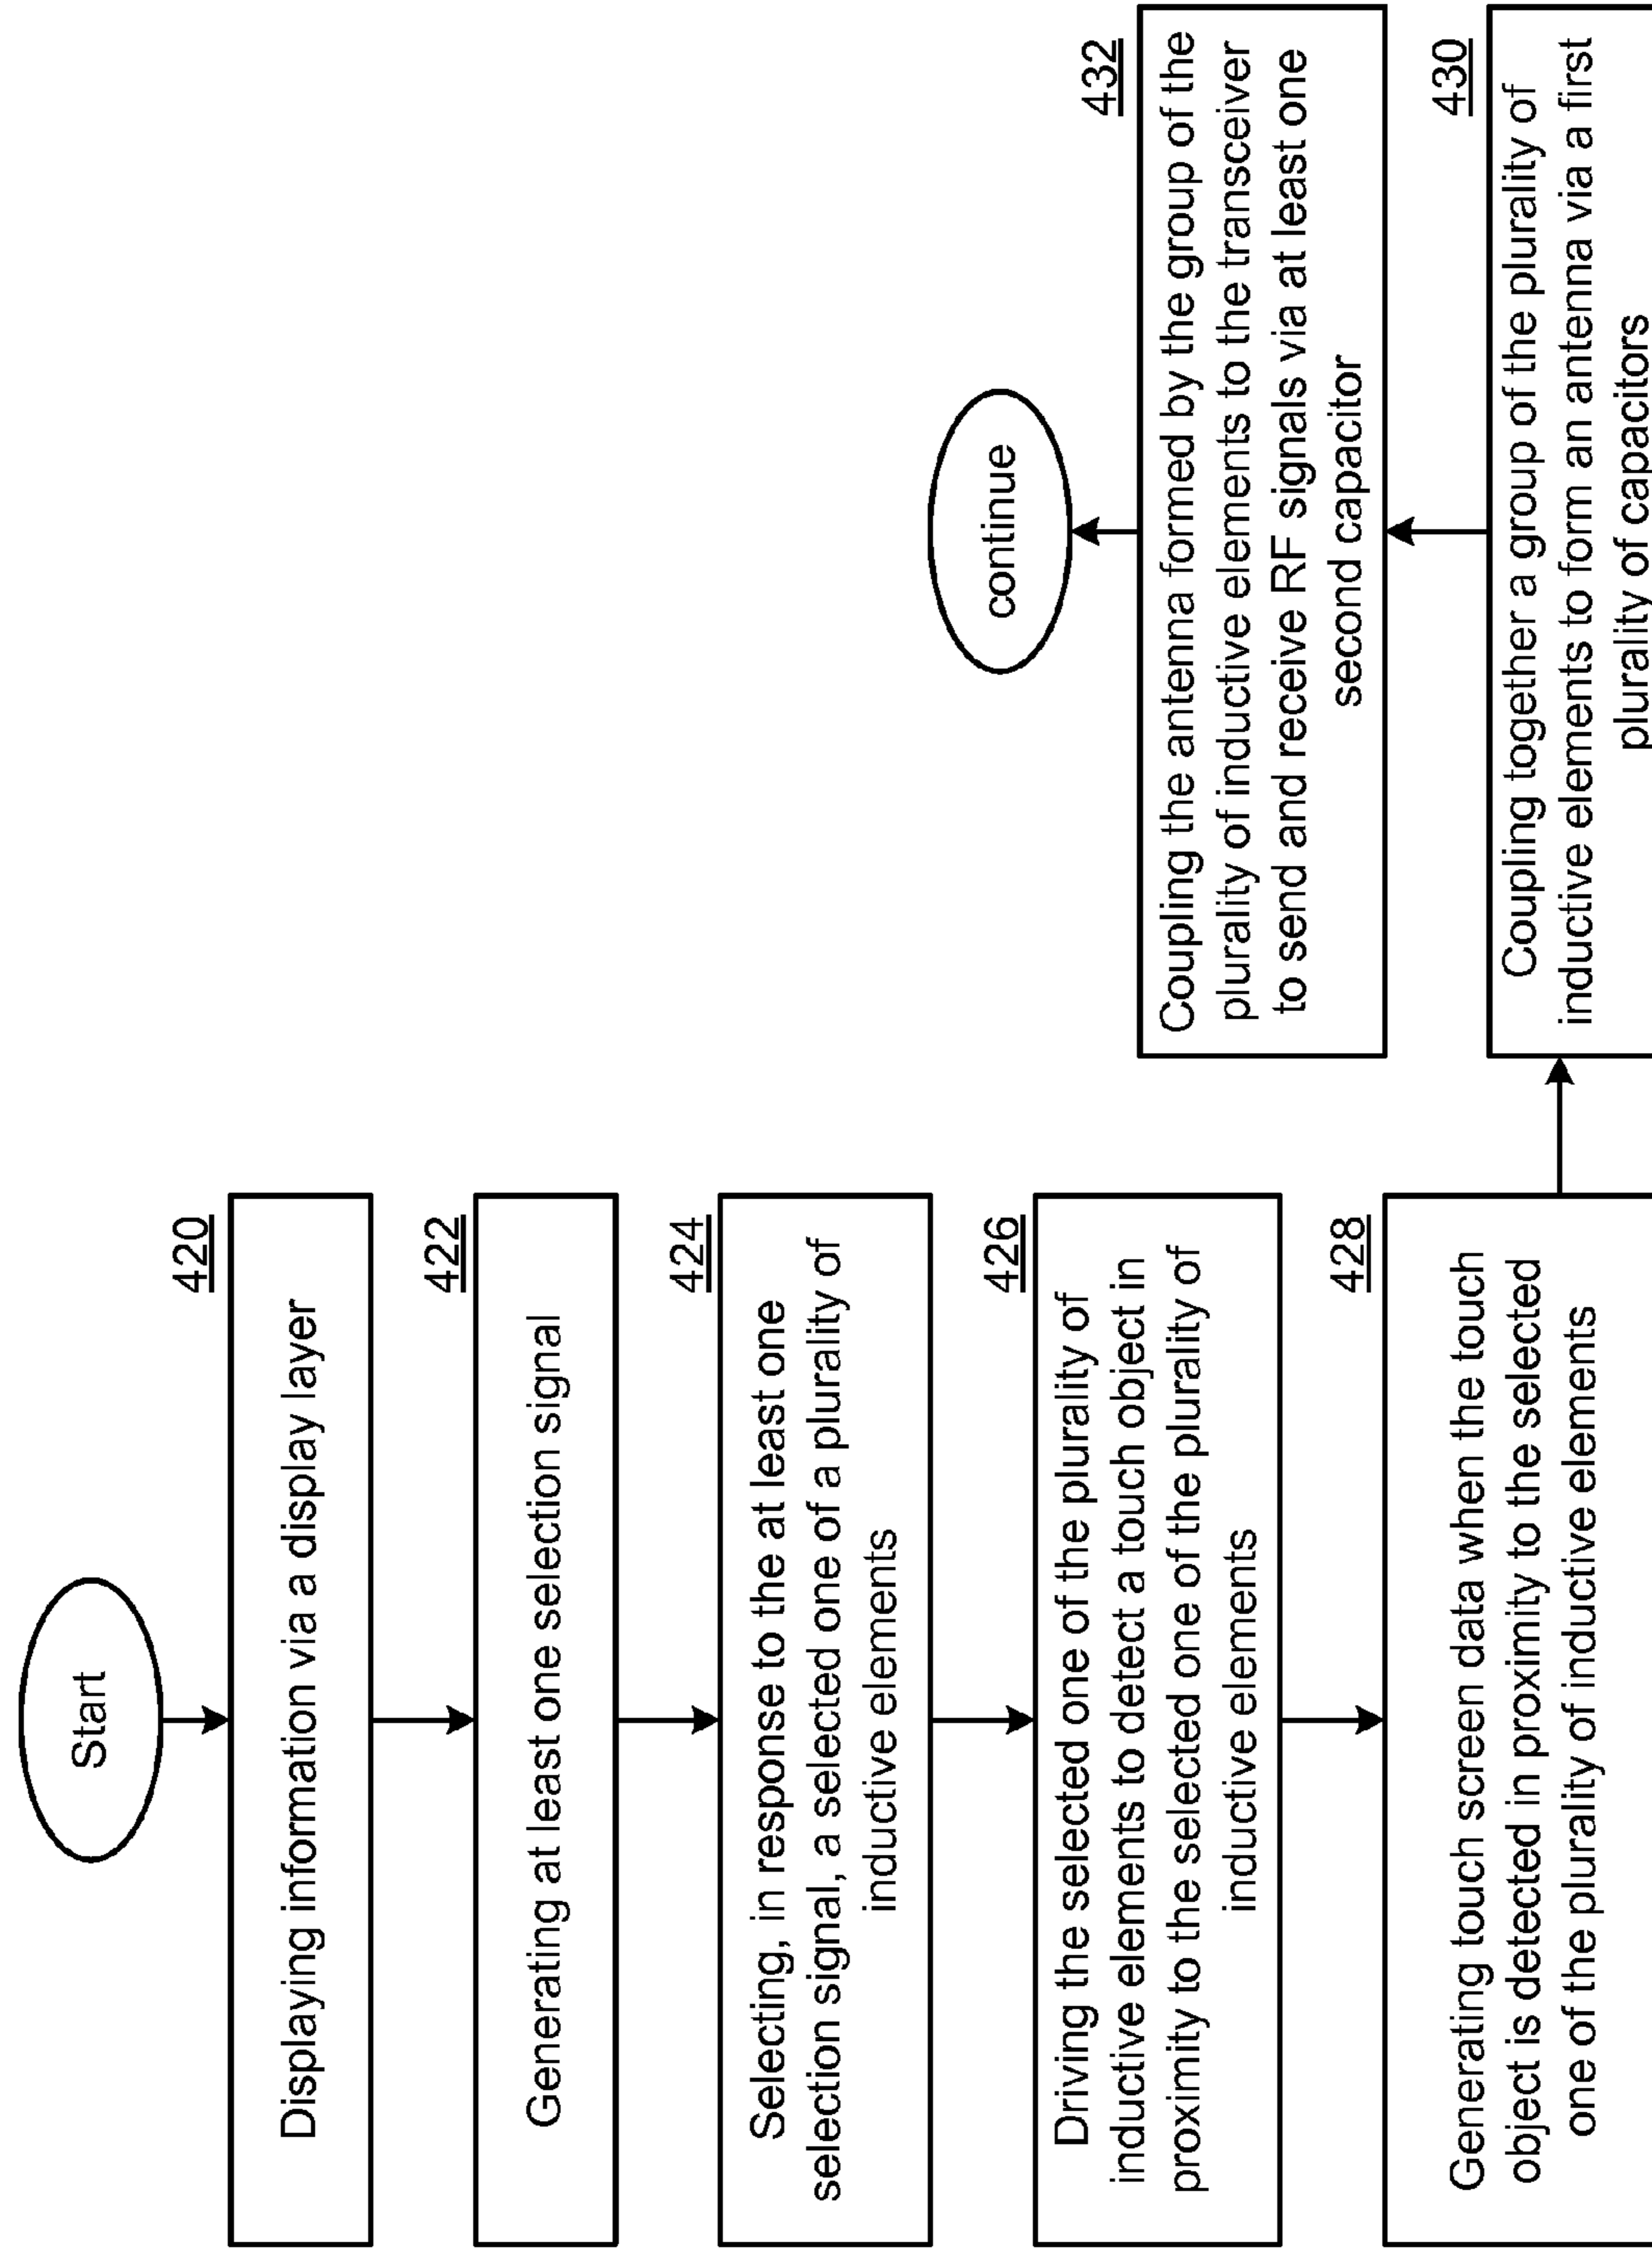 Start
420
Displaying information via a display layer
422
Generating at least one selection signal
424
Selecting, in response to the at least one
selection signal, a selected one of a plurality of
inductive elements
426
Driving the selected one of the plurality of
inductive elements to detect a touch object in
proximity to the selected one of the plurality of
inductive elements
428
Generating touch screen data when the touch
object is detected in proximity to the selected
one of the plurality of inductive elements
430
Coupling together a group of the plurality of
inductive elements to form an antenna via a first
plurality of capacitors
432
Coupling the antenna formed by the group of the
plurality of inductive elements to the transceiver
to send and receive RF signals via at least one
second capacitor
continue